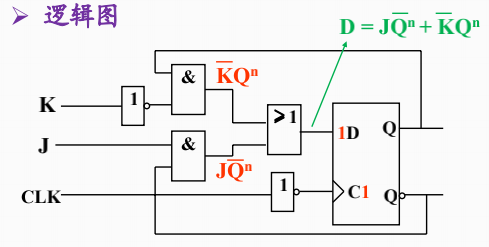 ➢ 逻辑图
D = JQ̅ⁿ + K̅Qⁿ
&
K̅Qⁿ
K
1
≥1
&
J
1D
Q
JQ̅ⁿ
CLK
1
C1
Q